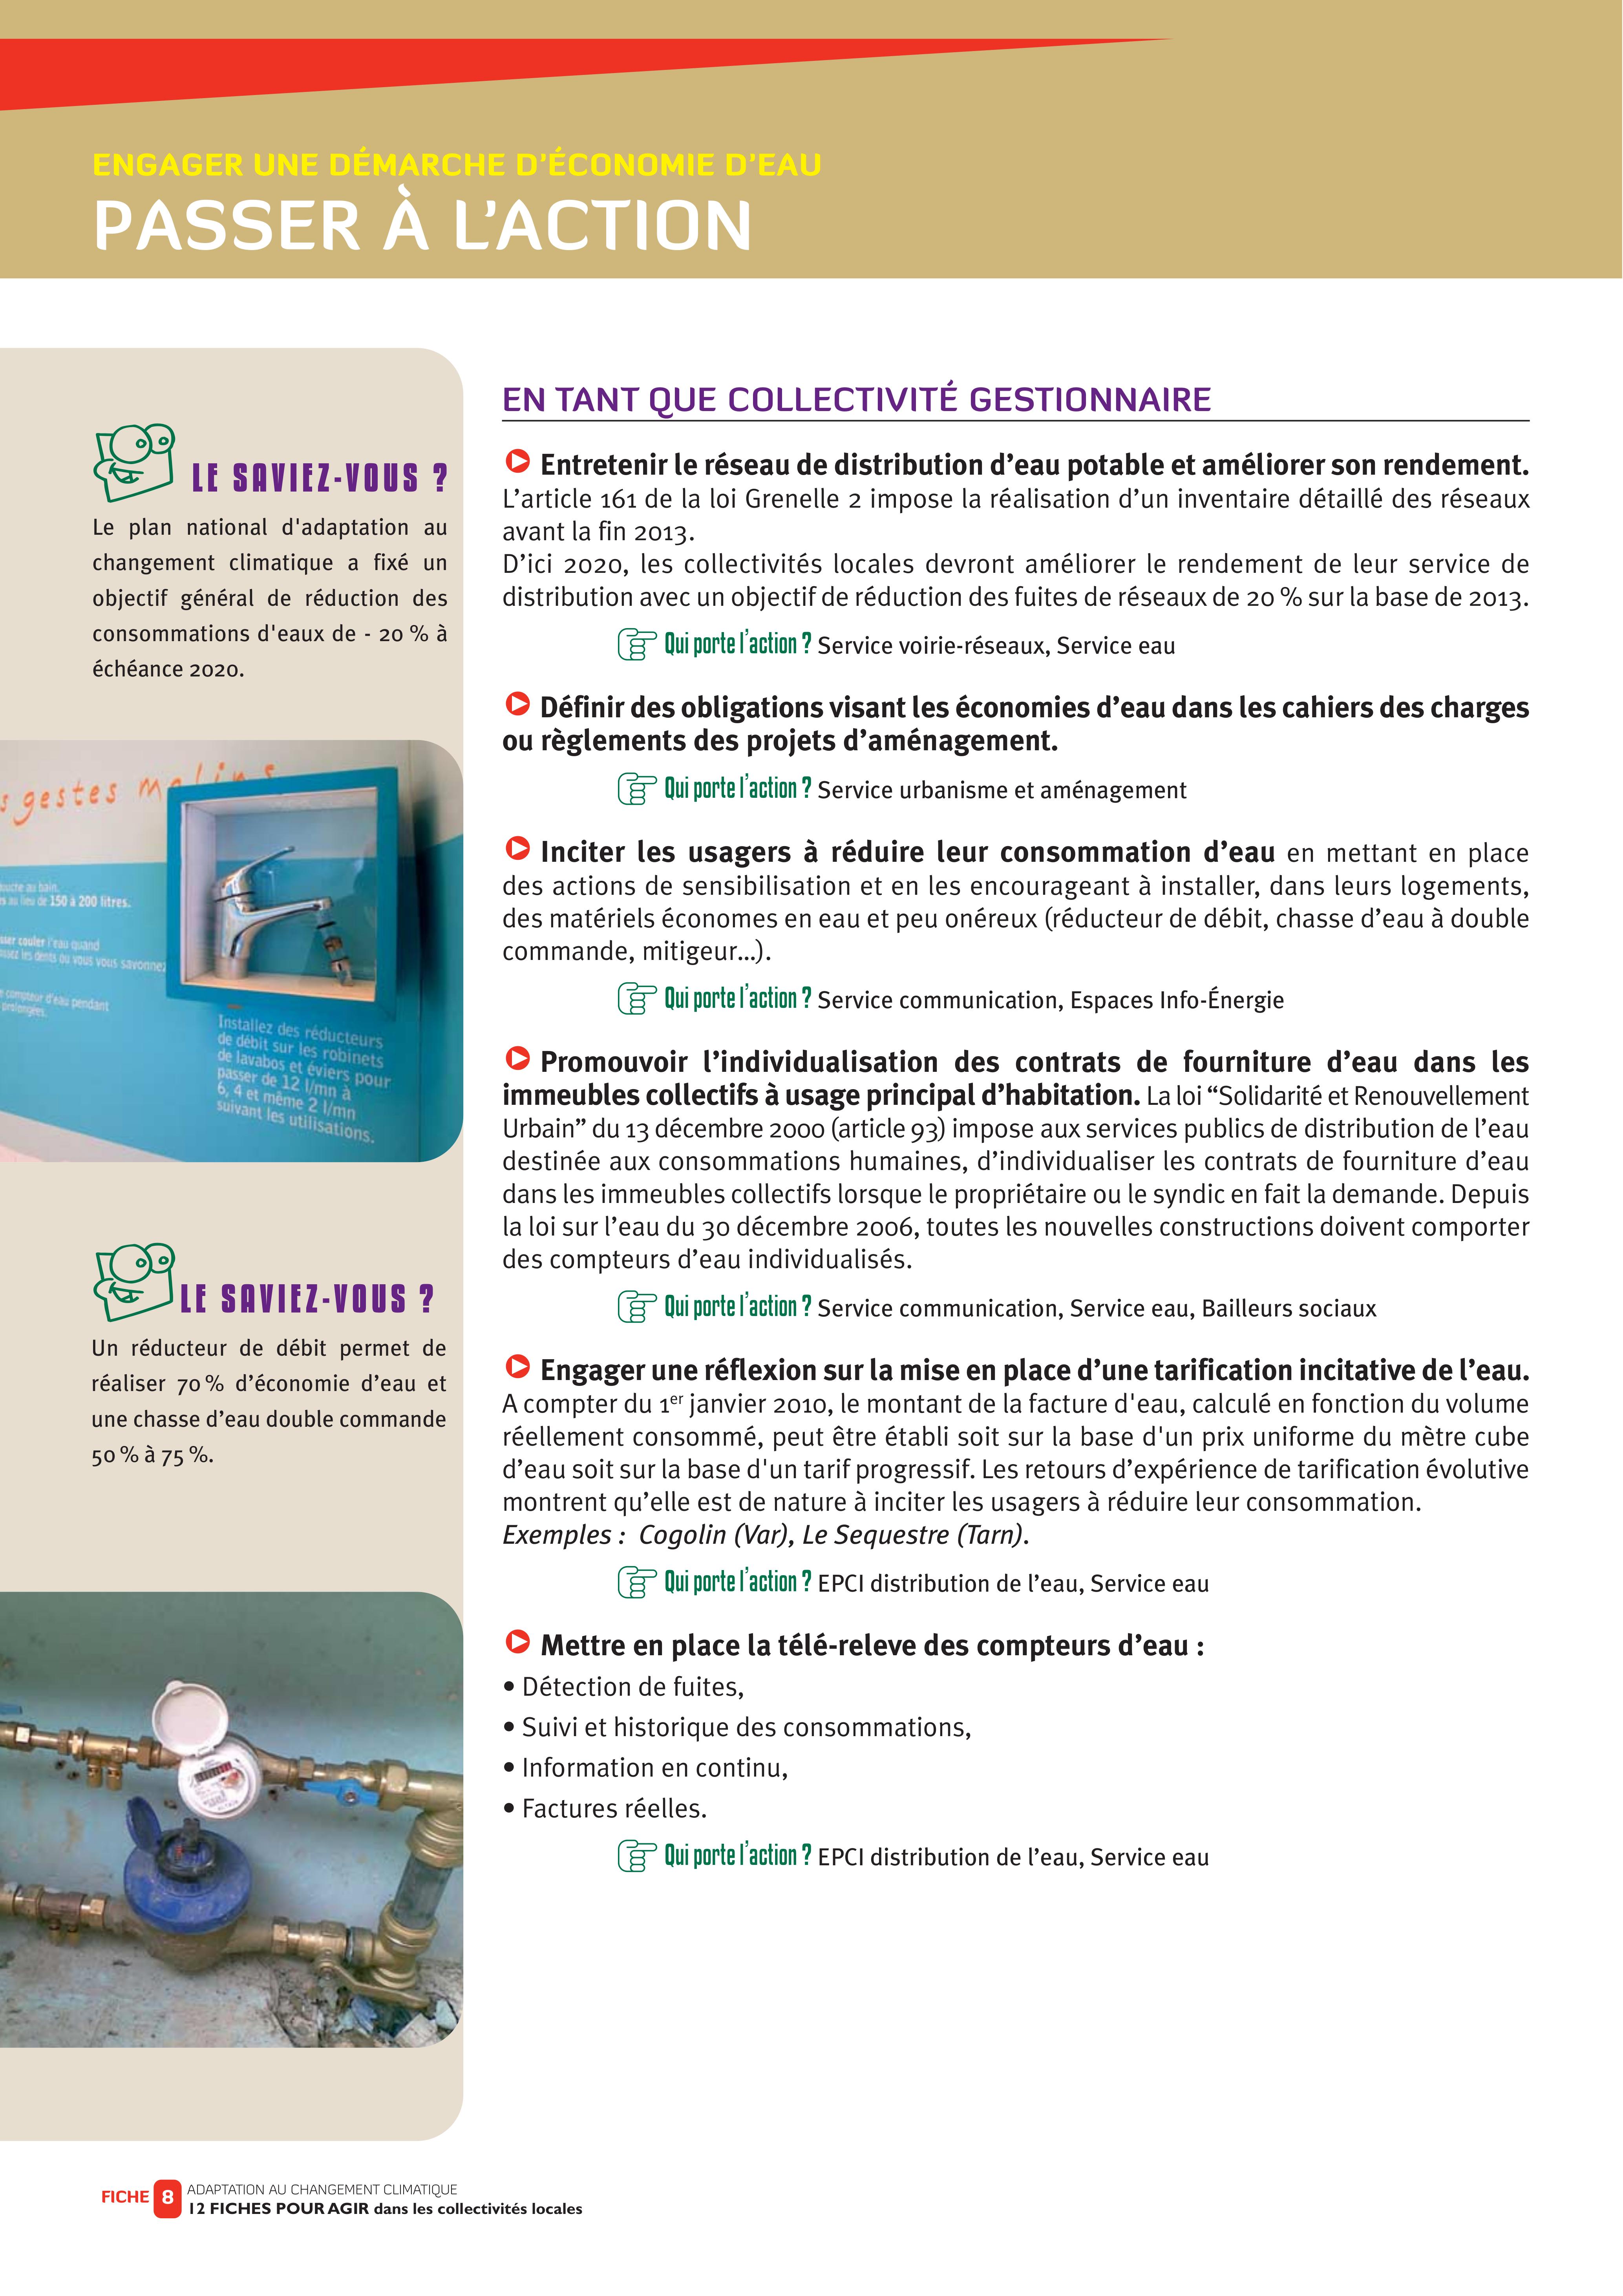 ENGAGER UNE DÉMARCHE D'ÉCONOMIE D'EAU
PASSER À L'ACTION
LE SAVIEZ-VOUS ?
Le plan national d'adaptation au
changement climatique a fixé un
objectif général de réduction des
consommations d'eaux de - 20 % à
échéance 2020.
s gestes malins
ouche au bain.
es au lieu de 150 à 200 litres.
sser couler l'eau quand
ossez les dents ou vous vous savonnez
e compteur d'eau pendant
prolongées.
Installez des réducteurs
de débit sur les robinets
de lavabos et éviers pour
passer de 12 l/mn à
6, 4 et même 2 l/mn
suivant les utilisations.
LE SAVIEZ-VOUS ?
Un réducteur de débit permet de
réaliser 70 % d'économie d'eau et
une chasse d'eau double commande
50 % à 75 %.
EN TANT QUE COLLECTIVITÉ GESTIONNAIRE
Entretenir le réseau de distribution d'eau potable et améliorer son rendement.
L'article 161 de la loi Grenelle 2 impose la réalisation d'un inventaire détaillé des réseaux
avant la fin 2013.
D'ici 2020, les collectivités locales devront améliorer le rendement de leur service de
distribution avec un objectif de réduction des fuites de réseaux de 20 % sur la base de 2013.
Qui porte l'action ? Service voirie-réseaux, Service eau
Définir des obligations visant les économies d'eau dans les cahiers des charges
ou règlements des projets d'aménagement.
Qui porte l'action ? Service urbanisme et aménagement
Inciter les usagers à réduire leur consommation d'eau en mettant en place
des actions de sensibilisation et en les encourageant à installer, dans leurs logements,
des matériels économes en eau et peu onéreux (réducteur de débit, chasse d'eau à double
commande, mitigeur...).
Qui porte l'action ? Service communication, Espaces Info-Énergie
Promouvoir l'individualisation des contrats de fourniture d'eau dans les
immeubles collectifs à usage principal d'habitation. La loi “Solidarité et Renouvellement
Urbain” du 13 décembre 2000 (article 93) impose aux services publics de distribution de l'eau
destinée aux consommations humaines, d'individualiser les contrats de fourniture d'eau
dans les immeubles collectifs lorsque le propriétaire ou le syndic en fait la demande. Depuis
la loi sur l'eau du 30 décembre 2006, toutes les nouvelles constructions doivent comporter
des compteurs d'eau individualisés.
Qui porte l'action ? Service communication, Service eau, Bailleurs sociaux
Engager une réflexion sur la mise en place d'une tarification incitative de l'eau.
A compter du 1er janvier 2010, le montant de la facture d'eau, calculé en fonction du volume
réellement consommé, peut être établi soit sur la base d'un prix uniforme du mètre cube
d'eau soit sur la base d'un tarif progressif. Les retours d'expérience de tarification évolutive
montrent qu'elle est de nature à inciter les usagers à réduire leur consommation.
Exemples : Cogolin (Var), Le Sequestre (Tarn).
Qui porte l'action ? EPCI distribution de l'eau, Service eau
Mettre en place la télé-releve des compteurs d'eau :
• Détection de fuites,
• Suivi et historique des consommations,
• Information en continu,
• Factures réelles.
Qui porte l'action ? EPCI distribution de l'eau, Service eau
FICHE 8 ADAPTATION AU CHANGEMENT CLIMATIQUE
12 FICHES POUR AGIR dans les collectivités locales